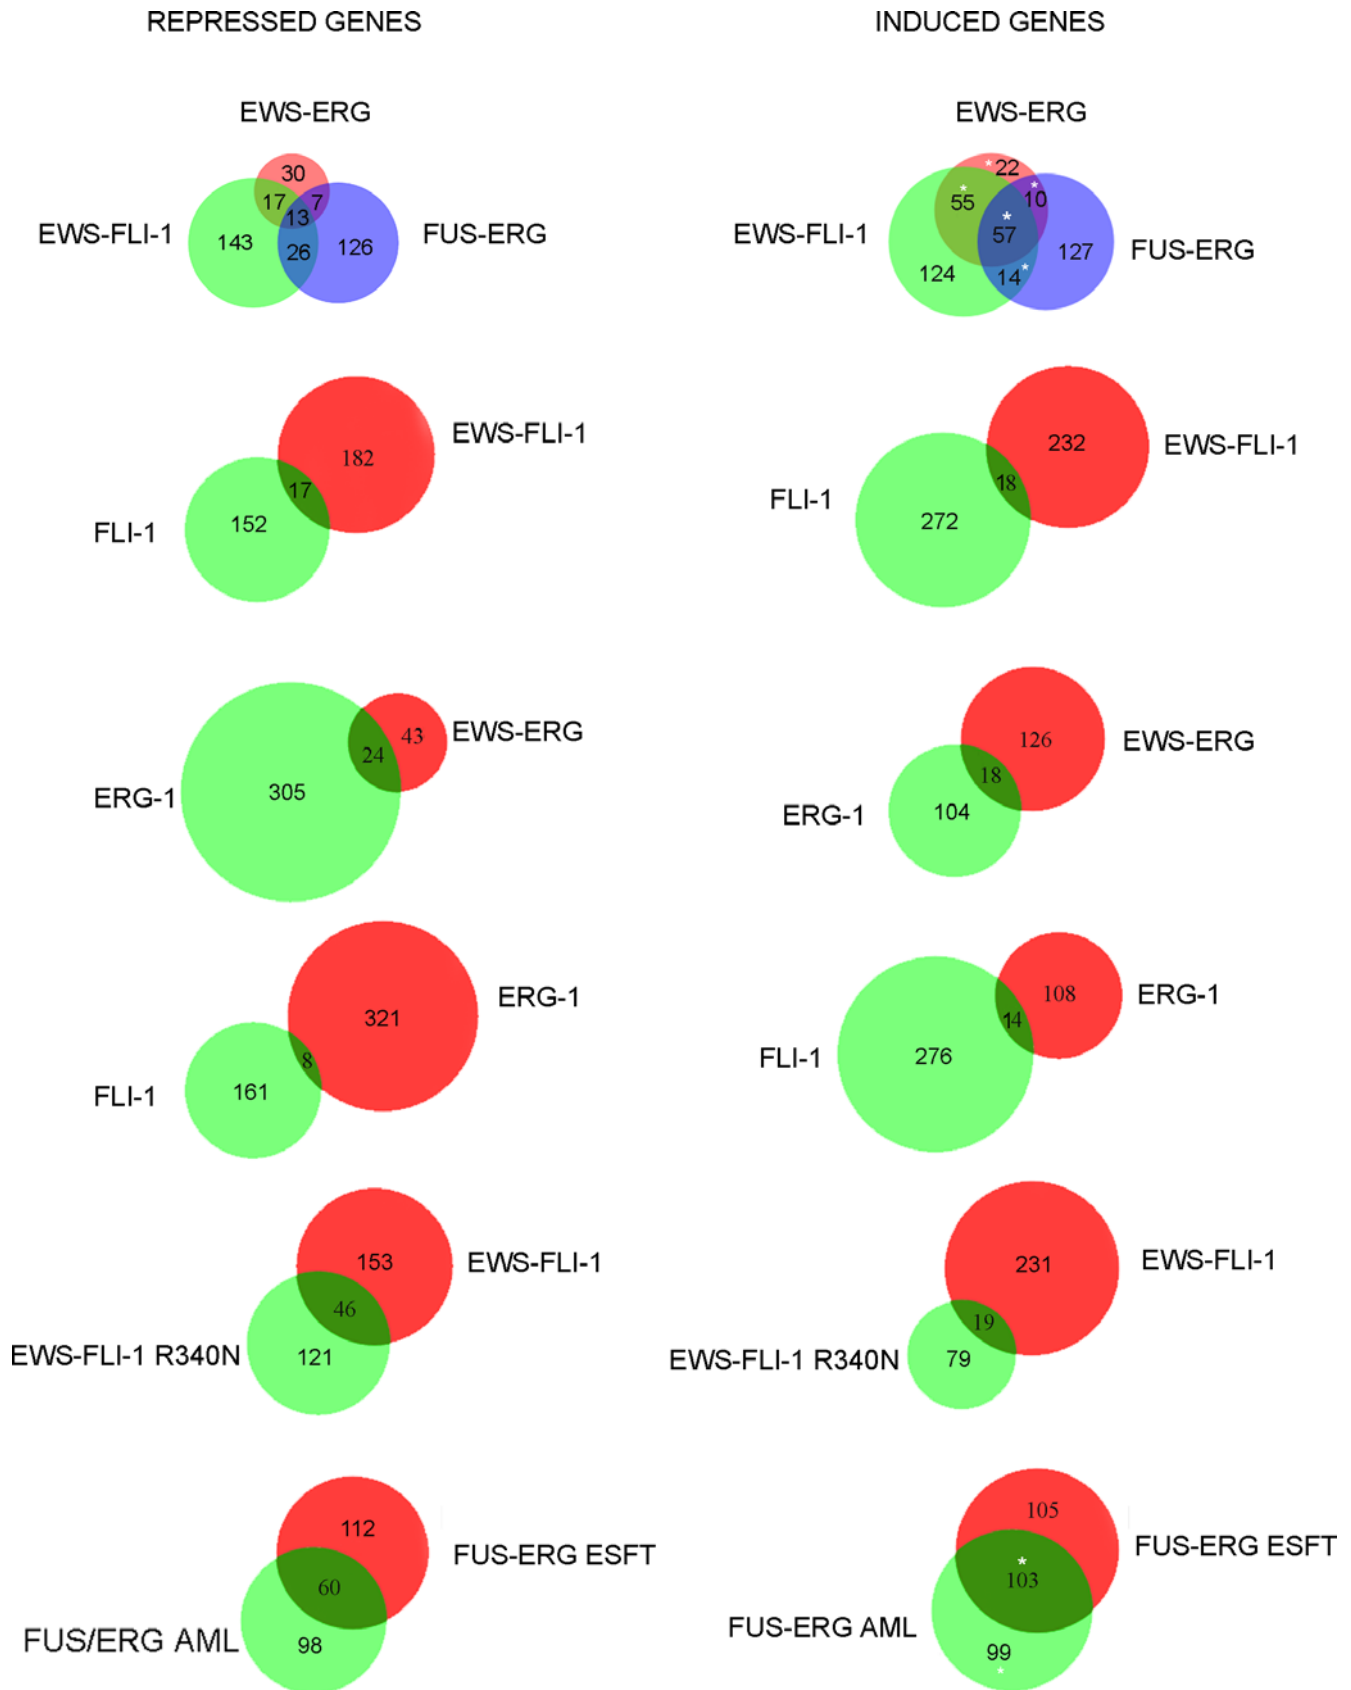 REPRESSED GENES
EWS-ERG
30
17 7
13
EWS-FLI-1 143 26 126 FUS-ERG
EWS-FLI-1
182
17
FLI-1 152
EWS-ERG
43
24
ERG-1 305
ERG-1
321
8
FLI-1 161
153 EWS-FLI-1
46
EWS-FLI-1 R340N 121
112
FUS-ERG ESFT
60
FUS/ERG AML 98
INDUCED GENES
EWS-ERG
* 22
* *
55 10
*
EWS-FLI-1 57 127 FUS-ERG
124 14 *
232 EWS-FLI-1
18
FLI-1 272
126 EWS-ERG
18
ERG-1 104
108 ERG-1
14
FLI-1 276
231 EWS-FLI-1
19
EWS-FLI-1 R340N 79
105
FUS-ERG ESFT
*
103
FUS-ERG AML
99
*